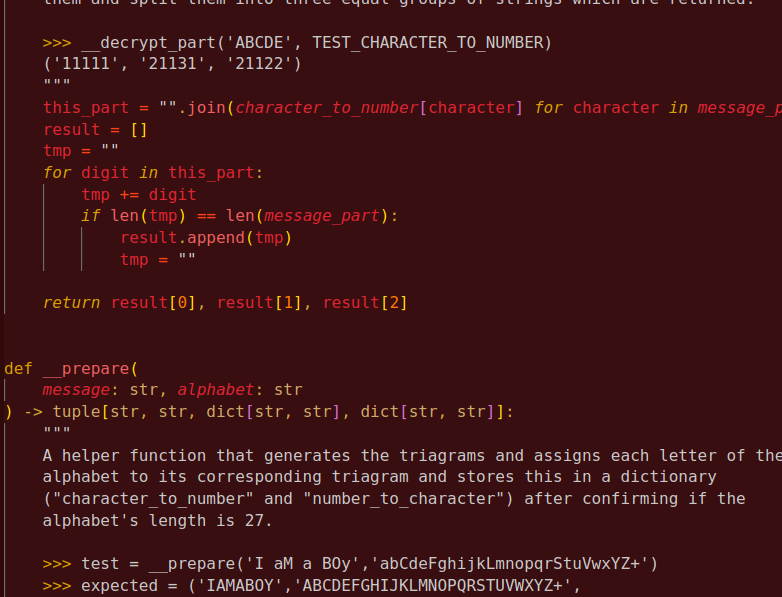 them and split them into three equal groups of strings which are returned.
>>> __decrypt_part('ABCDE', TEST_CHARACTER_TO_NUMBER)
('11111', '21131', '21122')
"""
this_part = "".join(character_to_number[character] for character in message_p
result = []
tmp = ""
for digit in this_part:
tmp += digit
if len(tmp) == len(message_part):
result.append(tmp)
tmp = ""
return result[0], result[1], result[2]
def __prepare(
message: str, alphabet: str
) -> tuple[str, str, dict[str, str], dict[str, str]]:
"""
A helper function that generates the triagrams and assigns each letter of the
alphabet to its corresponding triagram and stores this in a dictionary
("character_to_number" and "number_to_character") after confirming if the
alphabet's length is 27.
>>> test = __prepare('I aM a BOy','abCdeFghijkLmnopqrStuVwxYZ+')
>>> expected = ('IAMABOY','ABCDEFGHIJKLMNOPQRSTUVWXYZ+',